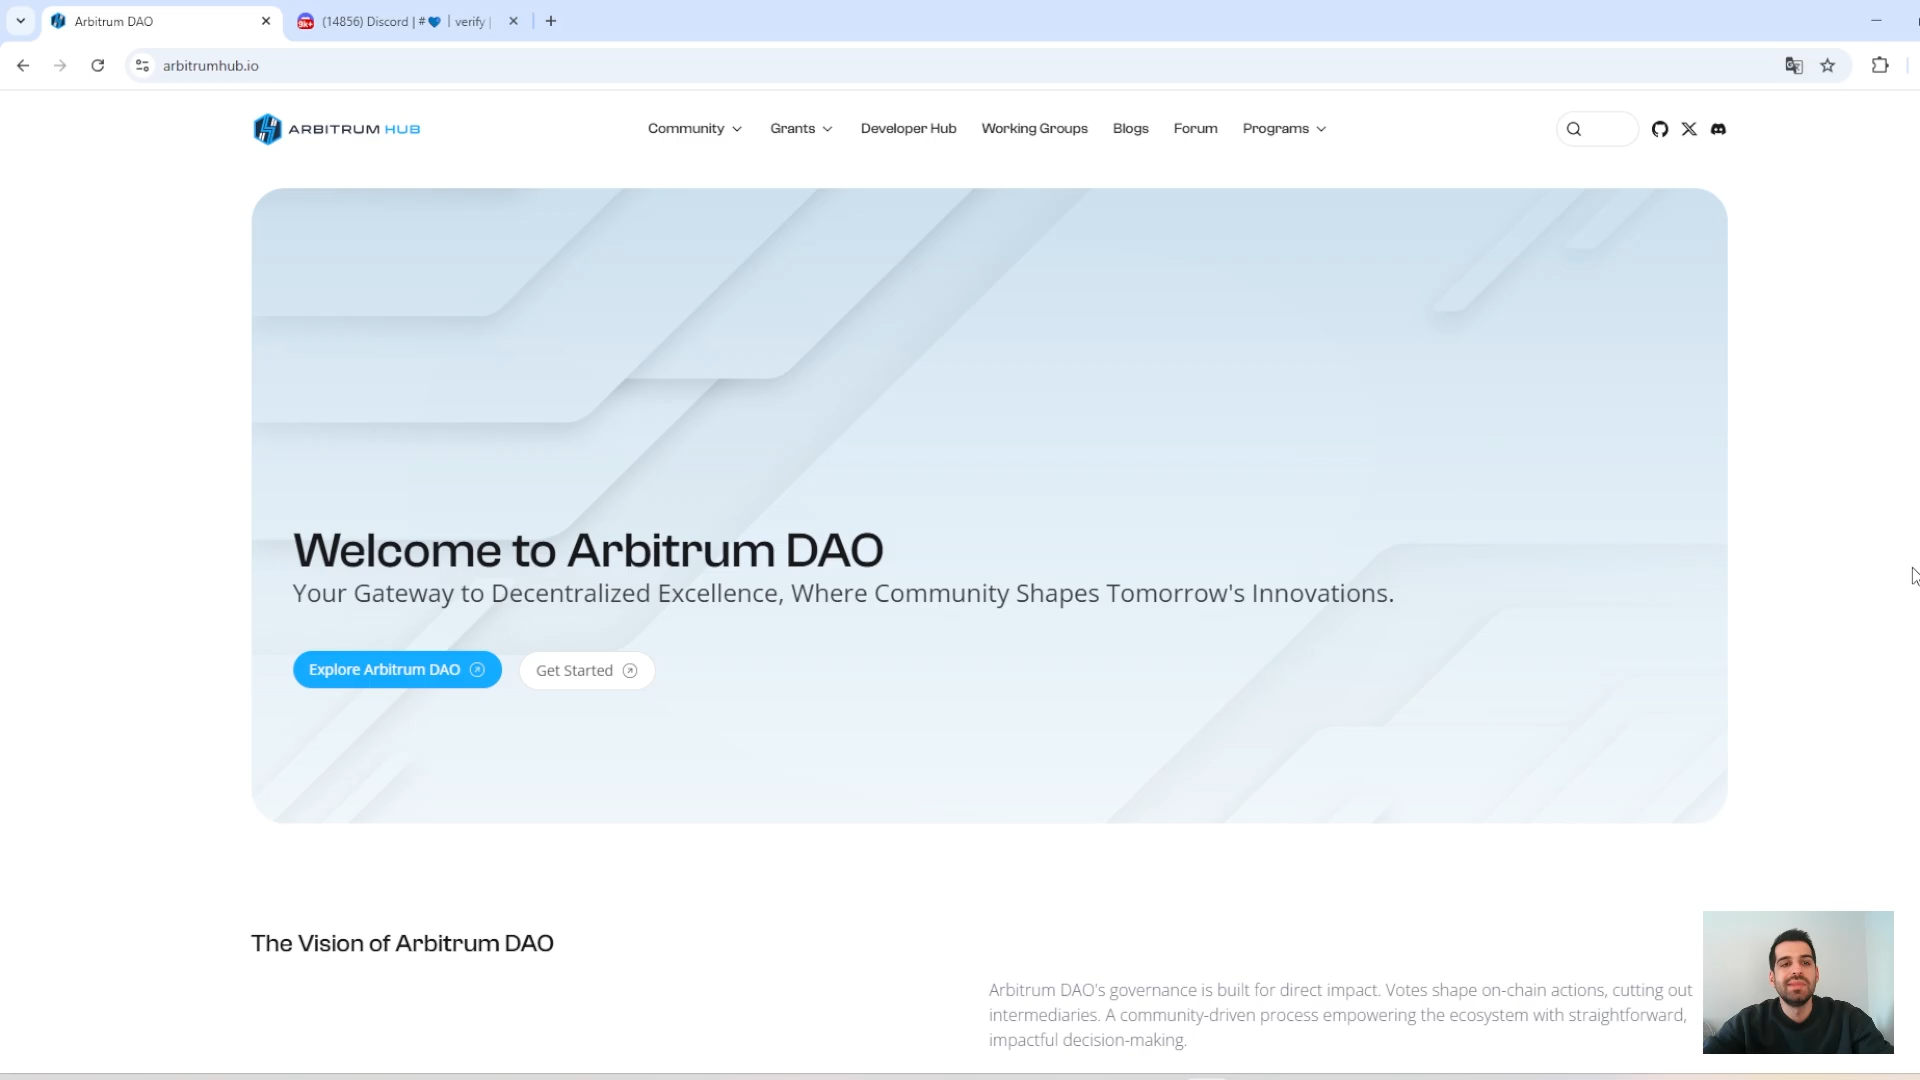 Arbitrum DAO
9k+
(14856) Discord | #💙 | verify |
arbitrumhub.io
ARBITRUM HUB
Community
Grants
Developer Hub
Working Groups
Blogs
Forum
Programs
Welcome to Arbitrum DAO
Your Gateway to Decentralized Excellence, Where Community Shapes Tomorrow's Innovations.
Explore Arbitrum DAO
Get Started
The Vision of Arbitrum DAO
Arbitrum DAO's governance is built for direct impact. Votes shape on-chain actions, cutting out
intermediaries. A community-driven process empowering the ecosystem with straightforward,
impactful decision-making.